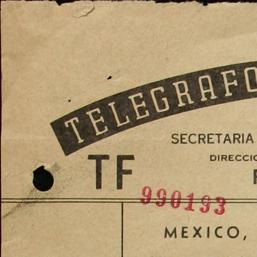 TELEGRAFO
SECRETARIA
DIRECCIO
TF
990193
MEXICO,